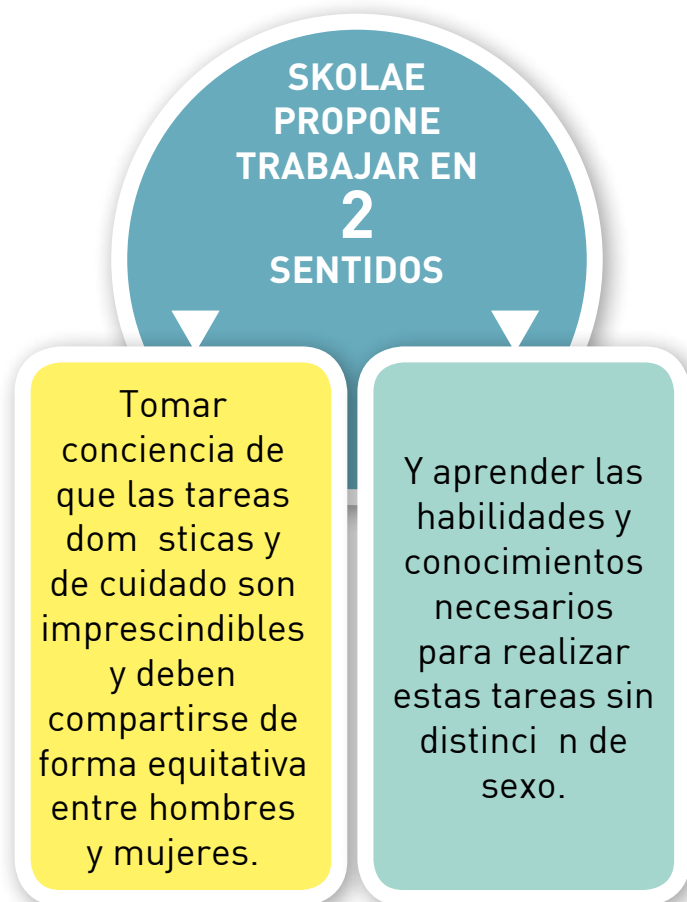 SKOLAE
PROPONE
TRABAJAR EN
2
SENTIDOS
Tomar
conciencia de
que las tareas
dom sticas y
de cuidado son
imprescindibles
y deben
compartirse de
forma equitativa
entre hombres
y mujeres.
Y aprender las
habilidades y
conocimientos
necesarios
para realizar
estas tareas sin
distinci n de
sexo.